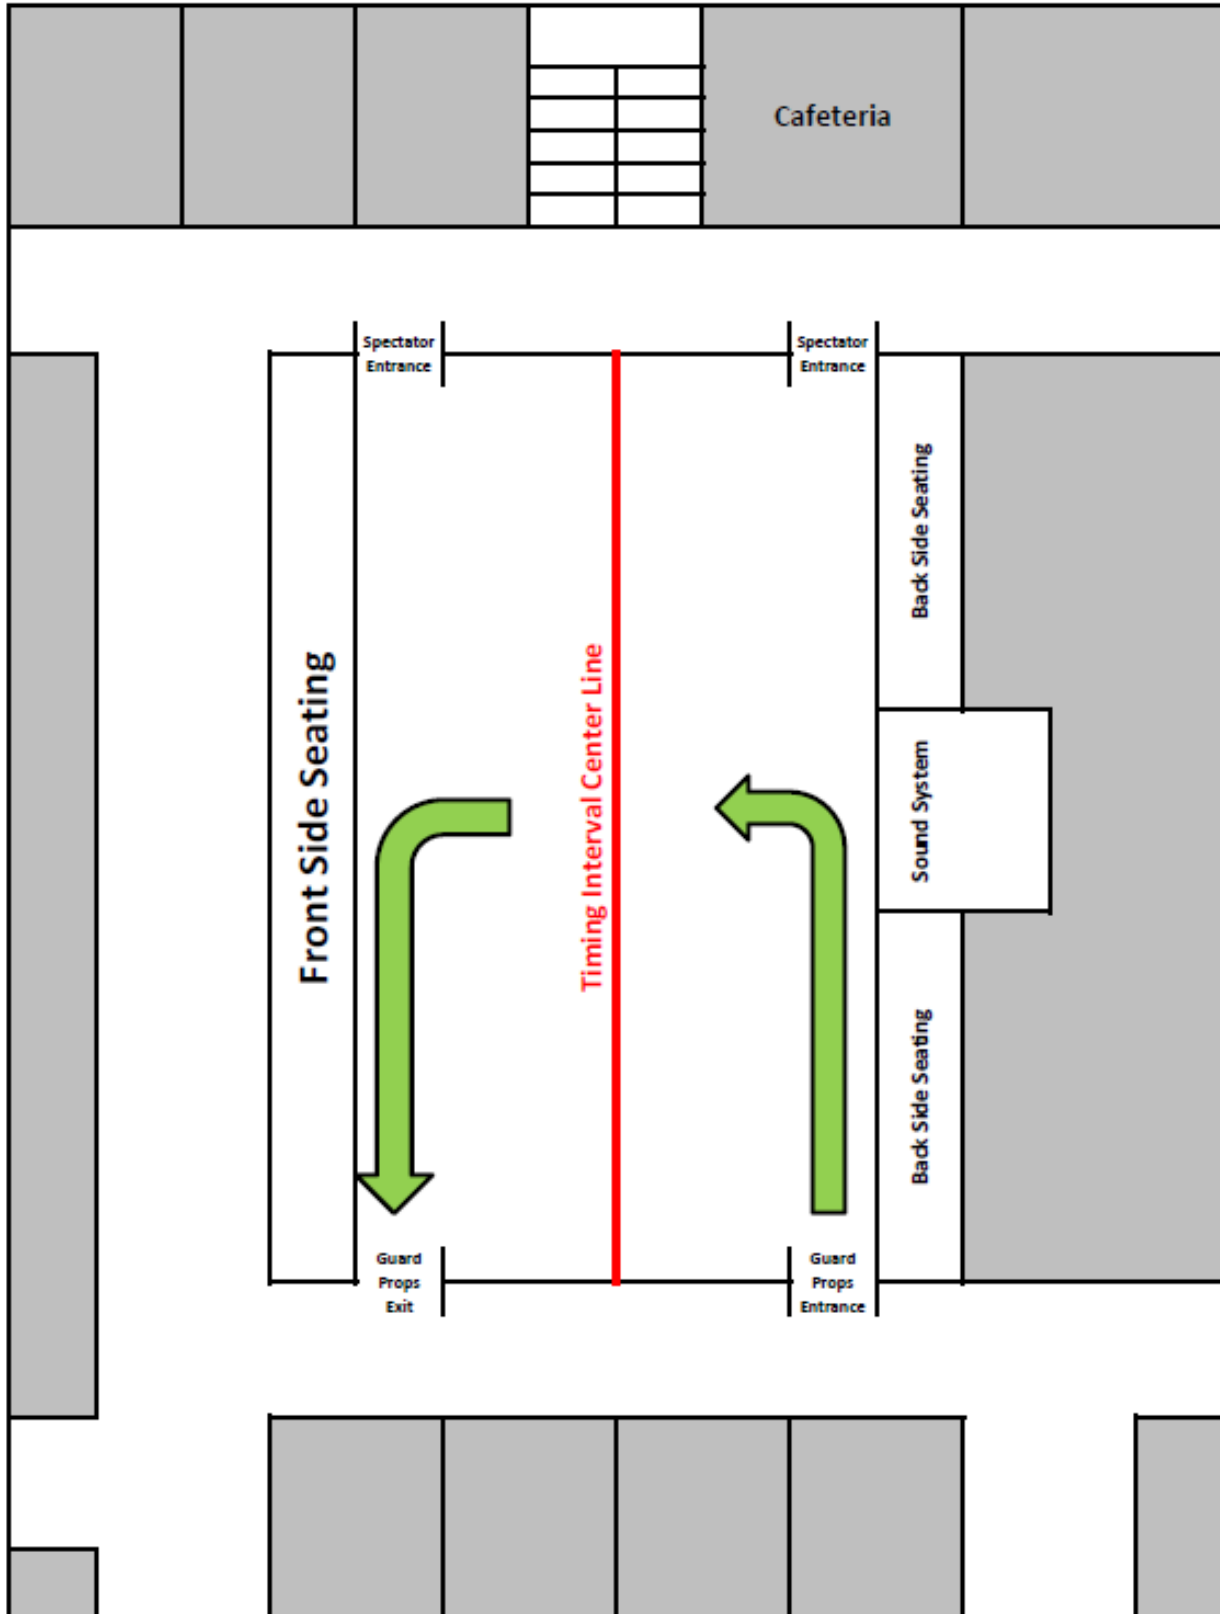 Cafeteria
Spectator
Entrance
Spectator
Entrance
Back Side Seating
Front Side Seating
Timing Interval Center Line
Sound System
Back Side Seating
Guard
Props
Exit
Guard
Props
Entrance